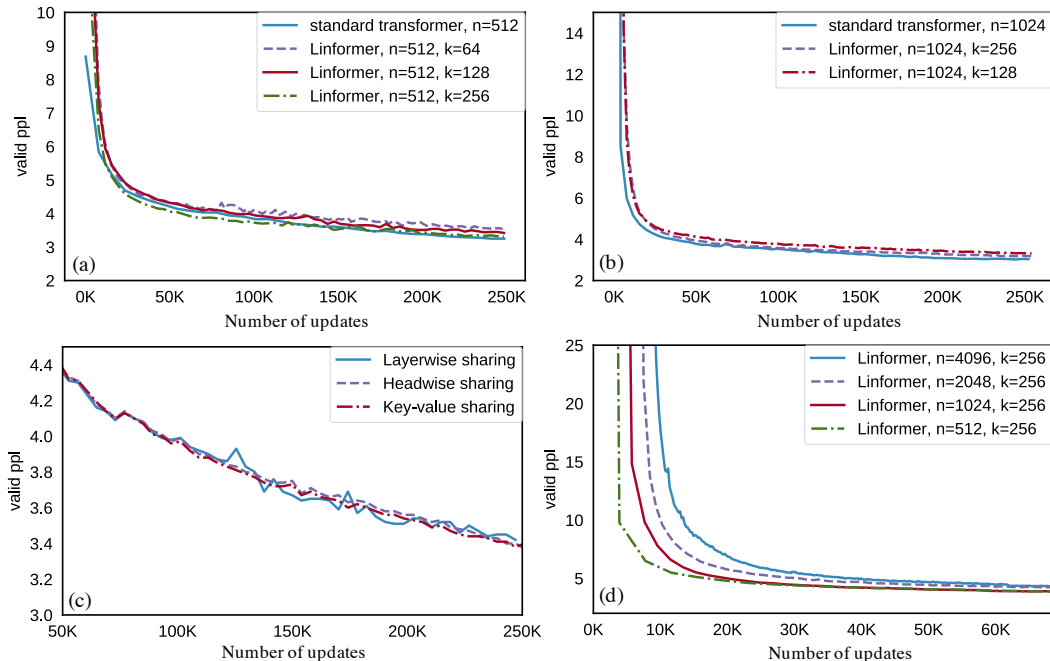 10
9
8
7
6
5
4
3
2
valid ppl
standard transformer, n=512
Linformer, n=512, k=64
Linformer, n=512, k=128
Linformer, n=512, k=256
(a)
0K 50K 100K 150K 200K 250K
Number of updates
14
12
10
8
6
4
2
valid ppl
standard transformer, n=1024
Linformer, n=1024, k=256
Linformer, n=1024, k=128
(b)
0K 50K 100K 150K 200K 250K
Number of updates
4.4
4.2
4.0
3.8
3.6
3.4
3.2
3.0
valid ppl
Layerwise sharing
Headwise sharing
Key-value sharing
(c)
50K 100K 150K 200K 250K
Number of updates
25
20
15
10
5
valid ppl
Linformer, n=4096, k=256
Linformer, n=2048, k=256
Linformer, n=1024, k=256
Linformer, n=512, k=256
(d)
0K 10K 20K 30K 40K 50K 60K
Number of updates